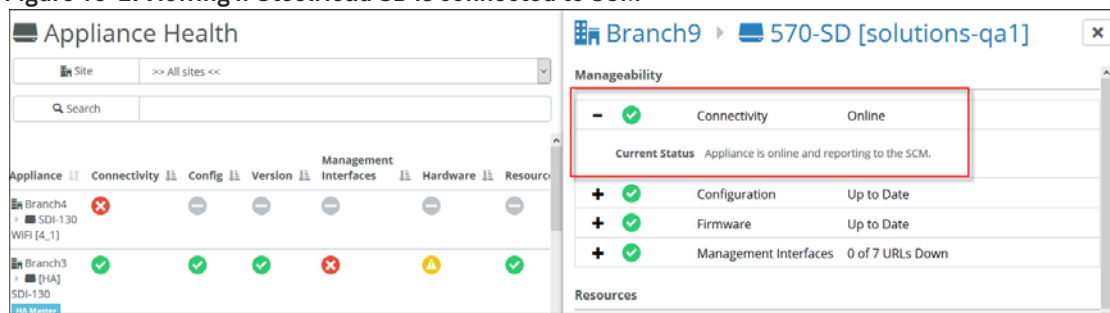 Appliance Health
Site >> All sites <<
Search
Management
Appliance Connectivity Config Version Interfaces Hardware
Branch4
SDI-130
WiFi [4_1]
Branch3
[HA]
SDI-130
HA Master
Branch9 570-SD [solutions-qa1]
Manageability
Connectivity Online
Current Status Appliance is online and reporting to the SCM.
Configuration Up to Date
Firmware Up to Date
Management Interfaces 0 of 7 URLs Down
Resources